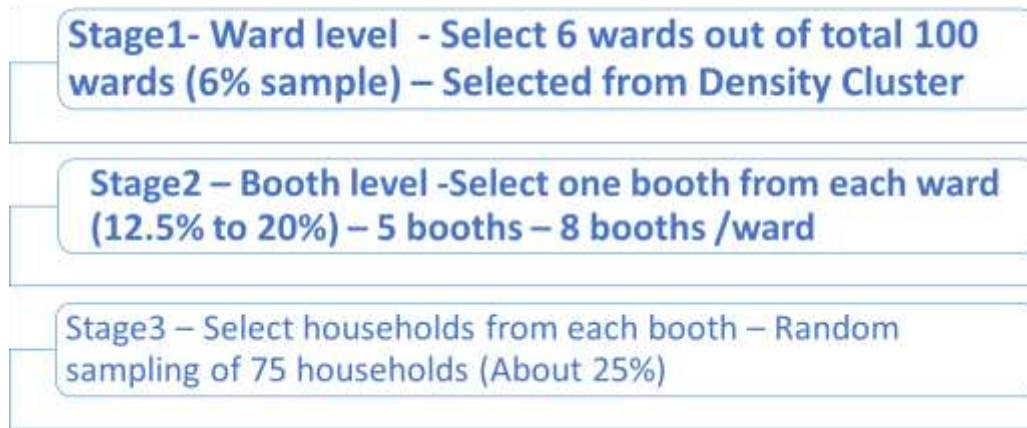 Stage1- Ward level - Select 6 wards out of total 100
wards (6% sample) – Selected from Density Cluster
Stage2 – Booth level -Select one booth from each ward
(12.5% to 20%) – 5 booths – 8 booths /ward
Stage3 – Select households from each booth – Random
sampling of 75 households (About 25%)